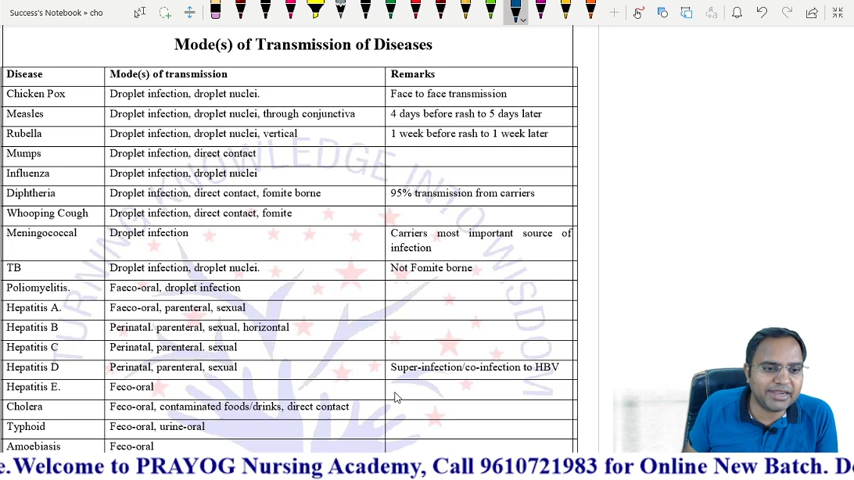 Success's Notebook » cho
Mode(s) of Transmission of Diseases
Disease Mode(s) of transmission Remarks
Chicken Pox Droplet infection, droplet nuclei. Face to face transmission
Measles Droplet infection, droplet nuclei, through conjunctiva 4 days before rash to 5 days later
Rubella Droplet infection, droplet nuclei, vertical 1 week before rash to 1 week later
Mumps Droplet infection, direct contact
Influenza Droplet infection, droplet nuclei
Diphtheria Droplet infection, direct contact, fomite borne 95% transmission from carriers
Whooping Cough Droplet infection, direct contact, fomite
Meningococcal Droplet infection Carriers most important source of
infection
TB Droplet infection, droplet nuclei. Not Fomite borne
Poliomyelitis. Faeco-oral, droplet infection
Hepatitis A. Faeco-oral, parenteral, sexual
Hepatitis B Perinatal. parenteral, sexual, horizontal
Hepatitis C Perinatal, parenteral. sexual
Hepatitis D Perinatal, parenteral, sexual Super-infection/co-infection to HBV
Hepatitis E. Feco-oral
Cholera Feco-oral, contaminated foods/drinks, direct contact
Typhoid Feco-oral, urine-oral
Amoebiasis Feco-oral
TURNING KNOWLEDGE INTO WISDOM
e.Welcome to PRAYOG Nursing Academy, Call 9610721983 for Online New Batch. Do